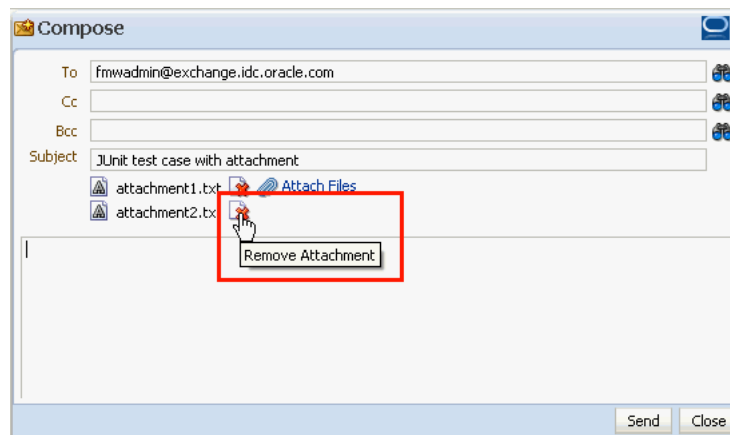 Compose
To fmwadmin@exchange.idc.oracle.com
Cc
Bcc
Subject JUnit test case with attachment
attachment1.txt Attach Files
attachment2.tx
Remove Attachment
Send Close